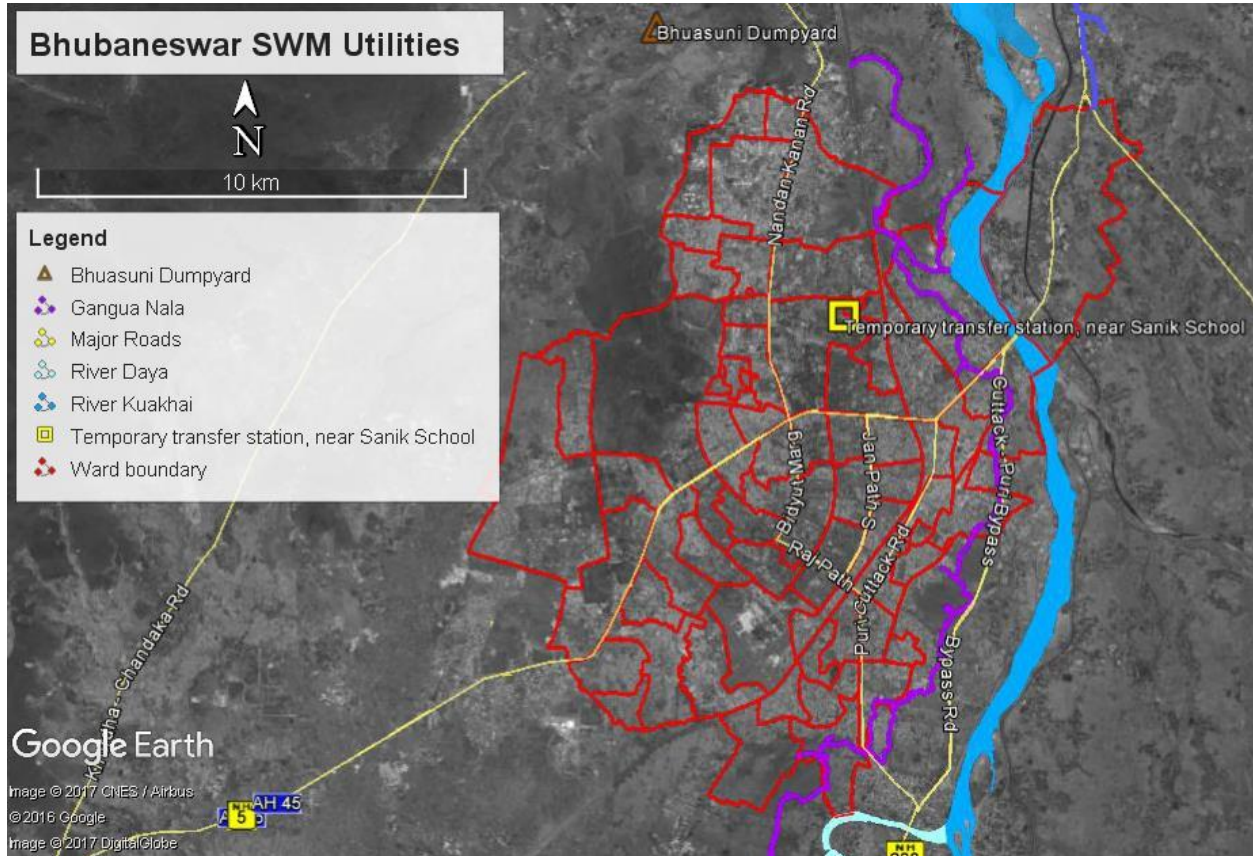 Bhubaneswar SWM Utilities
N
10 km
Legend
Bhuasuni Dumpyard
Gangua Nala
Major Roads
River Daya
River Kuakhai
Temporary transfer station, near Sanik School
Ward boundary
Bhuasuni Dumpyard
Nandan Kanan Rd
Temporary transfer station, near Sanik School
Cuttack - Puri Bypass
Bidyut Marg
Jan Path
Raj Path
Puri Cuttack Rd
Bypass Rd
Chandaka Rd
Google Earth
Image © 2017 CNES / Airbus
© 2016 Google
Image © 2017 DigitalGlobe
AH 45
NH
5
NH